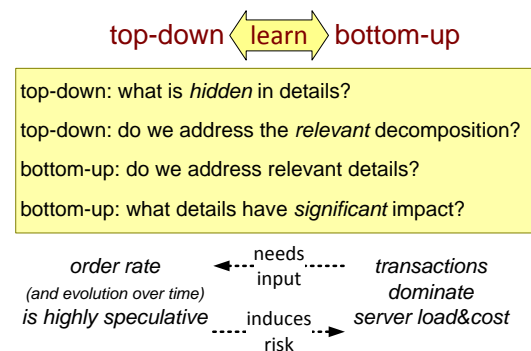 top-down learn bottom-up
top-down: what is hidden in details?
top-down: do we address the relevant decomposition?
bottom-up: do we address relevant details?
bottom-up: what details have significant impact?
order rate
(and evolution over time)
is highly speculative
needs
input
induces
risk
transactions
dominate
server load&cost